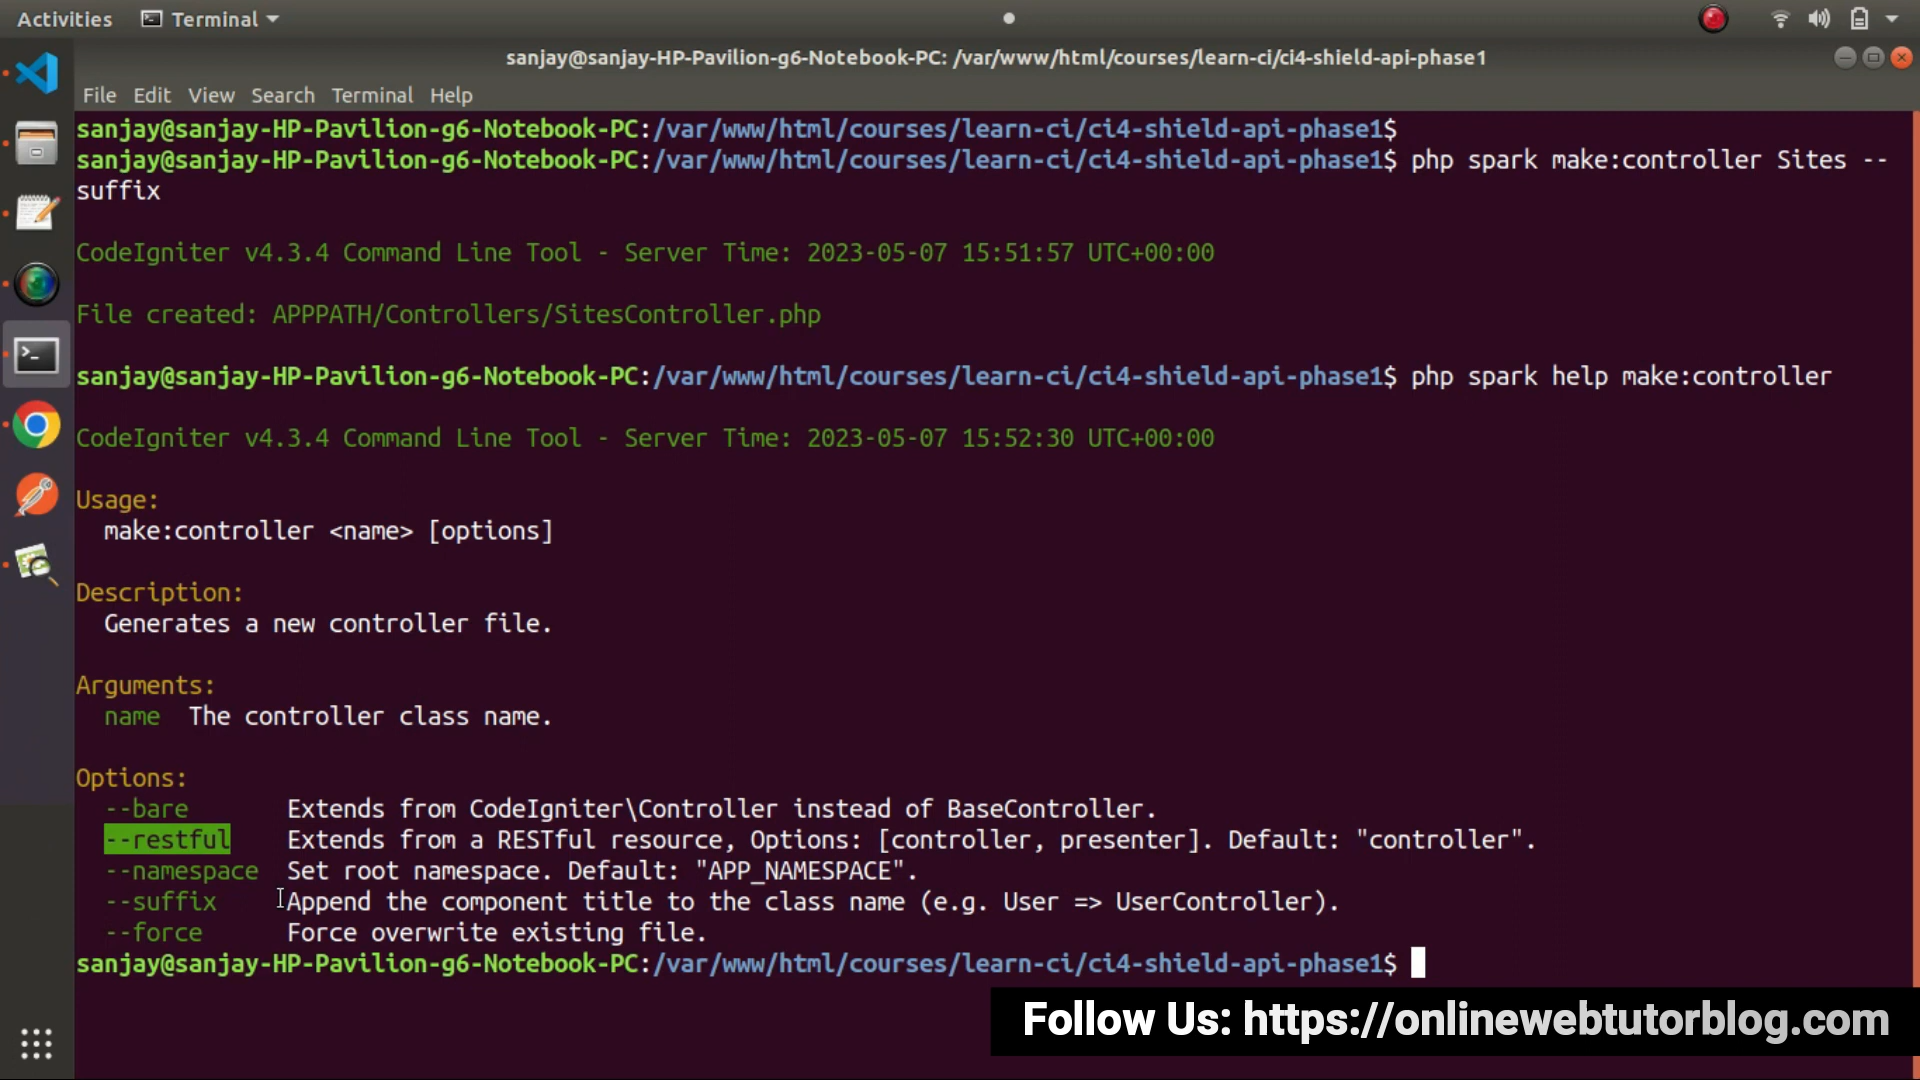 Activities Terminal
sanjay@sanjay-HP-Pavilion-g6-Notebook-PC: /var/www/html/courses/learn-ci/ci4-shield-api-phase1
File Edit View Search Terminal Help
sanjay@sanjay-HP-Pavilion-g6-Notebook-PC:/var/www/html/courses/learn-ci/ci4-shield-api-phase1$
sanjay@sanjay-HP-Pavilion-g6-Notebook-PC:/var/www/html/courses/learn-ci/ci4-shield-api-phase1$ php spark make:controller Sites --
suffix
CodeIgniter v4.3.4 Command Line Tool - Server Time: 2023-05-07 15:51:57 UTC+00:00
File created: APPPATH/Controllers/SitesController.php
sanjay@sanjay-HP-Pavilion-g6-Notebook-PC:/var/www/html/courses/learn-ci/ci4-shield-api-phase1$ php spark help make:controller
CodeIgniter v4.3.4 Command Line Tool - Server Time: 2023-05-07 15:52:30 UTC+00:00
Usage:
make:controller <name> [options]
Description:
Generates a new controller file.
Arguments:
name The controller class name.
Options:
--bare Extends from CodeIgniter\Controller instead of BaseController.
--restful Extends from a RESTful resource, Options: [controller, presenter]. Default: "controller".
--namespace Set root namespace. Default: "APP_NAMESPACE".
--suffix Append the component title to the class name (e.g. User => UserController).
--force Force overwrite existing file.
sanjay@sanjay-HP-Pavilion-g6-Notebook-PC:/var/www/html/courses/learn-ci/ci4-shield-api-phase1$
Follow Us: https://onlinewebtutorblog.com